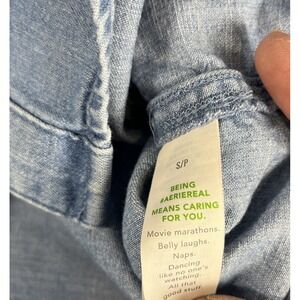 S/P
BEING
#AERIEREAL
MEANS CARING
FOR YOU.
Movie marathons.
Belly laughs.
Naps.
Dancing
like no one's
watching.
All that
good stuff.